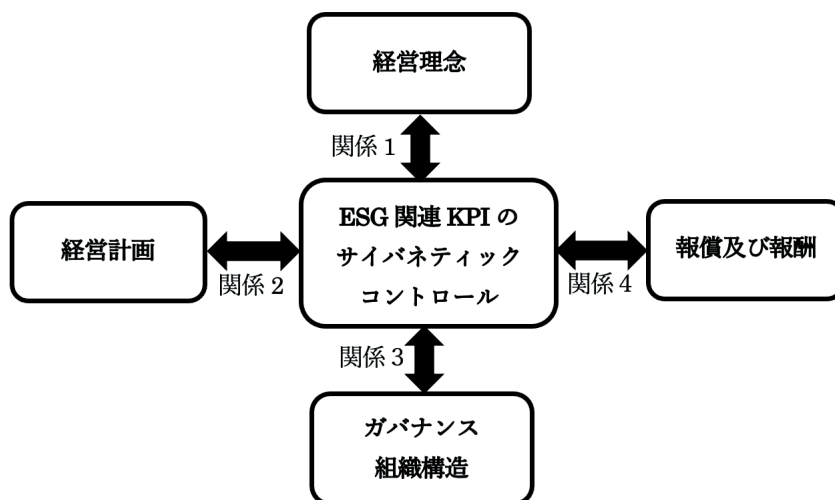 経営理念
関係 1
ESG 関連 KPI の
サイバネティック
コントロール
経営計画
関係 2
報償及び報酬
関係 4
関係 3
ガバナンス
組織構造